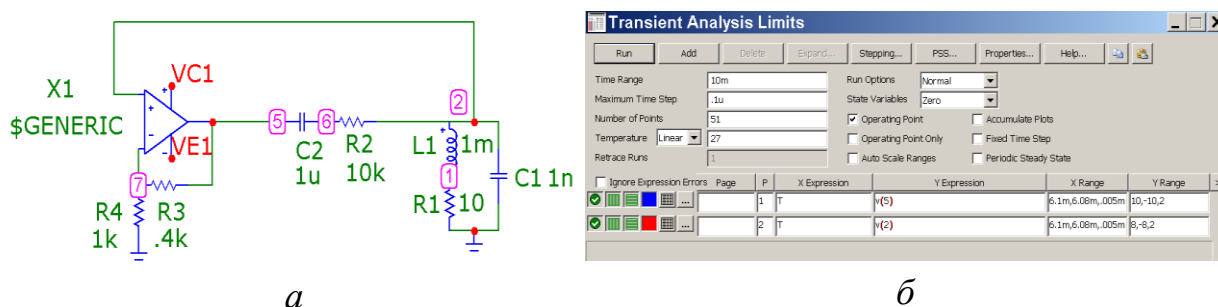 X1
$GENERIC
VC1
VE1
7
R4
1k
R3
.4k
5
C2
1u
6
R2
10k
2
L1
1m
1
R1
10
C1 1n
а
Transient Analysis Limits
Run Add Delete Expand... Stepping... PSS... Properties... Help...
Time Range 10m Run Options Normal
Maximum Time Step .1u State Variables Zero
Number of Points 51 Operating Point Accumulate Plots
Temperature Linear 27 Operating Point Only Fixed Time Step
Retrace Runs 1 Auto Scale Ranges Periodic Steady State
Ignore Expression Errors Page P X Expression Y Expression X Range Y Range >
... 1 T v(5) 6.1m,6.08m,.005m 10,-10,2
... 2 T v(2) 6.1m,6.08m,.005m 8,-8,2
б